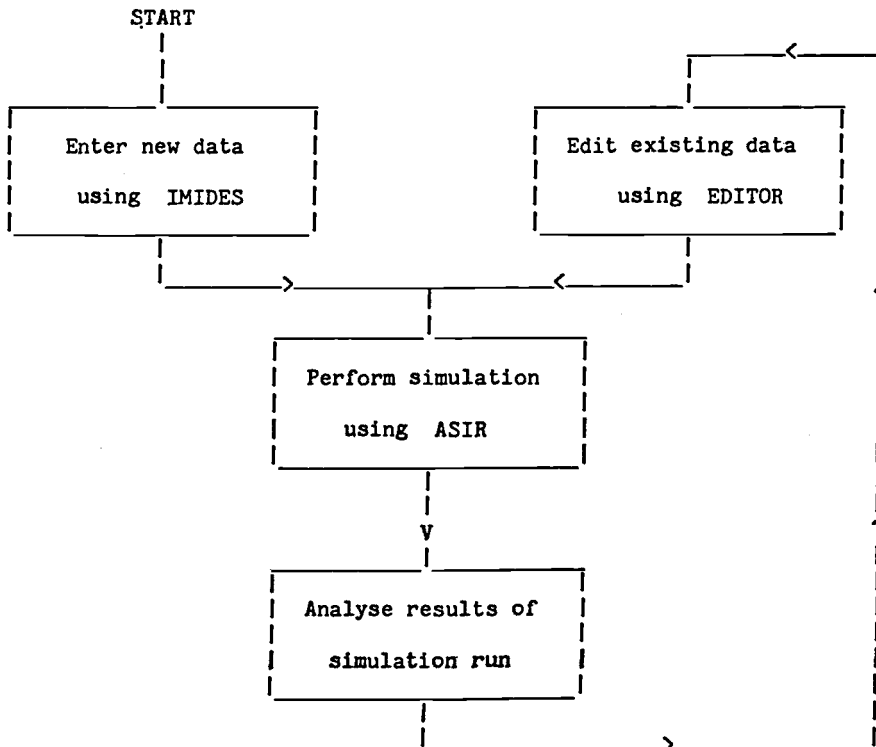 START
Enter new data
using IMIDES
Edit existing data
using EDITOR
Perform simulation
using ASIR
V
Analyse results of
simulation run